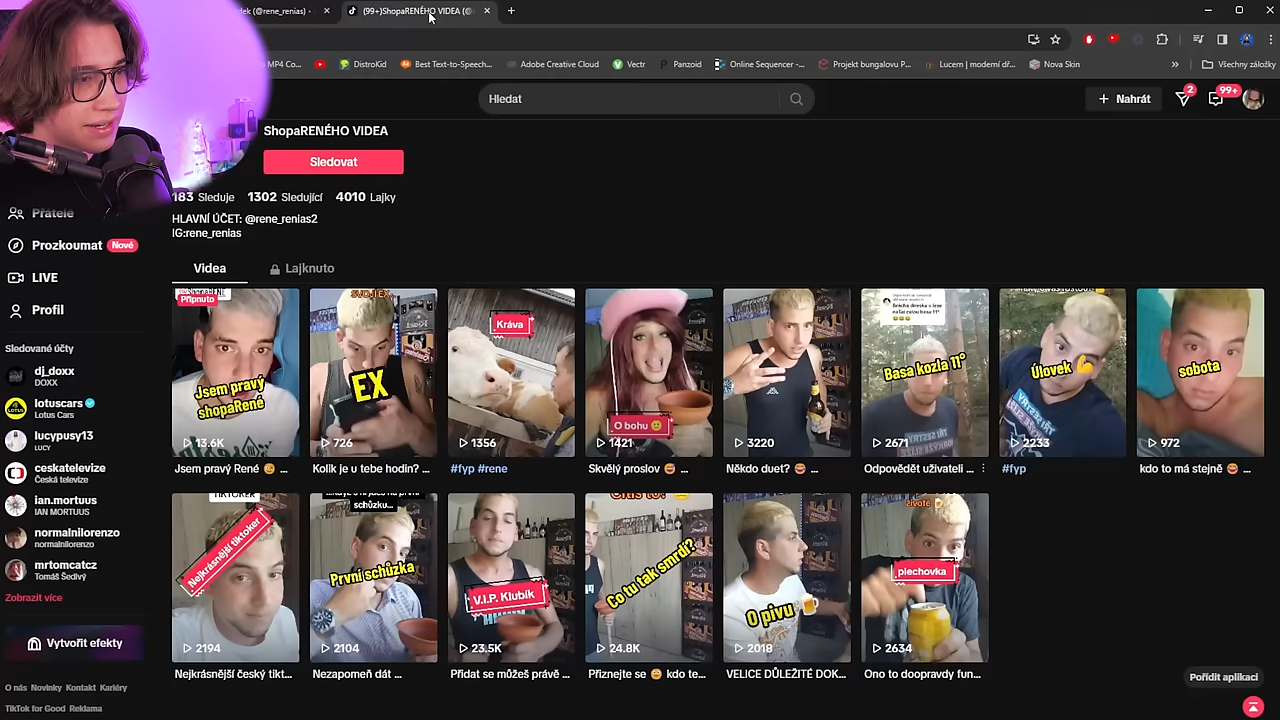 dek (@rene_renias) -
(99+)ShopaRENÉHO VIDEA (@
MP4 Co...
DistroKid
Best Text-to-Speech...
Adobe Creative Cloud
Vectr
Panzoid
Online Sequencer -...
Projekt bungalovu P...
Lucern | moderní dř...
Nova Skin
Všechny záložky
Hledat
Nahrát
2
99+
ShopaRENÉHO VIDEA
Sledovat
183 Sleduje 1302 Sledující 4010 Lajky
HLAVNÍ ÚČET: @rene_renias2
IG:rene_renias
Přátelé
Prozkoumat Nové
LIVE
Profil
Sledované účty
dj_doxx
DOXX
lotuscars
Lotus Cars
lucypusy13
LUCY
ceskatelevize
Česká televize
ian.mortuus
IAN MORTUUS
normalnilorenzo
normalnilorenzo
mrtomcatcz
Tomáš Šedivý
Zobrazit více
Vytvořit efekty
O nás Novinky Kontakt Kariéry
TikTok for Good Reklama
Videa
Lajknuto
Připnuto
Jsem pravý
shopaRené
13.6K
Jsem pravý René ...
SVOJÍ EX
EX
726
Kolik je u tebe hodin? ...
Kráva
1356
#fyp #rene
O bohu
1421
Skvělý proslov ...
3220
Někdo duet? ...
Basa kozla 11°
2671
Odpovědět uživateli ...
Úlovek
2233
#fyp
sobota
972
kdo to má stejně ...
TIKTOKER
Nejkrásnější tiktoker
2194
Nejkrásnější český tikt...
schůzku...
První schůzka
2104
Nezapomeň dát ...
V.I.P. Klubík
23.5K
Přidat se můžeš právě ...
Co tu tak smrdí?
24.8K
Přiznejte se kdo te...
O pivu
2018
VELICE DŮLEŽITÉ DOK...
životě
plechovka
2634
Ono to doopravdy fun...
Pořídit aplikaci